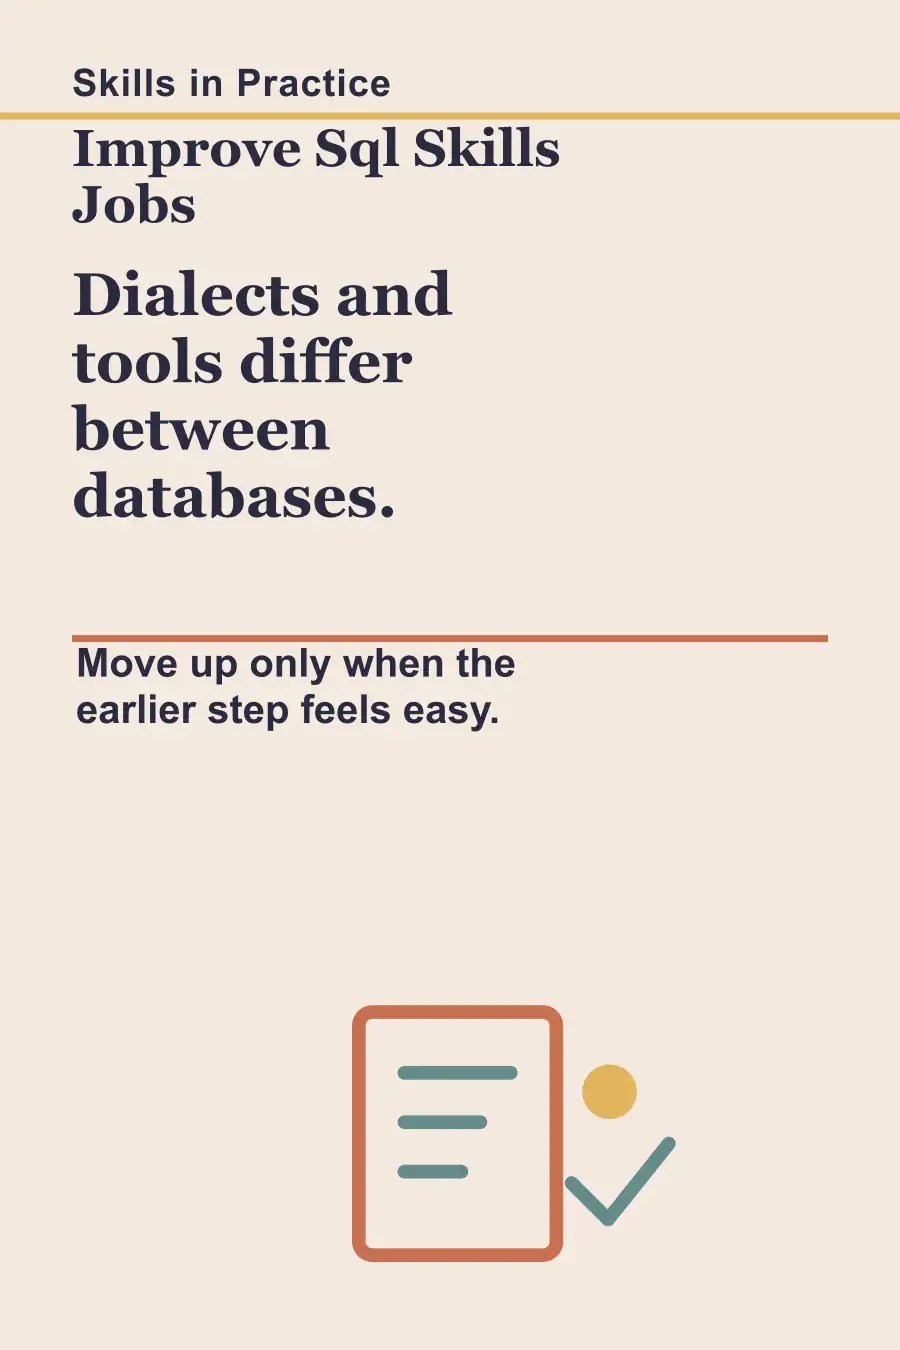 Skills in Practice
Improve Sql Skills
Jobs
Dialects and
tools differ
between
databases.
Move up only when the
earlier step feels easy.